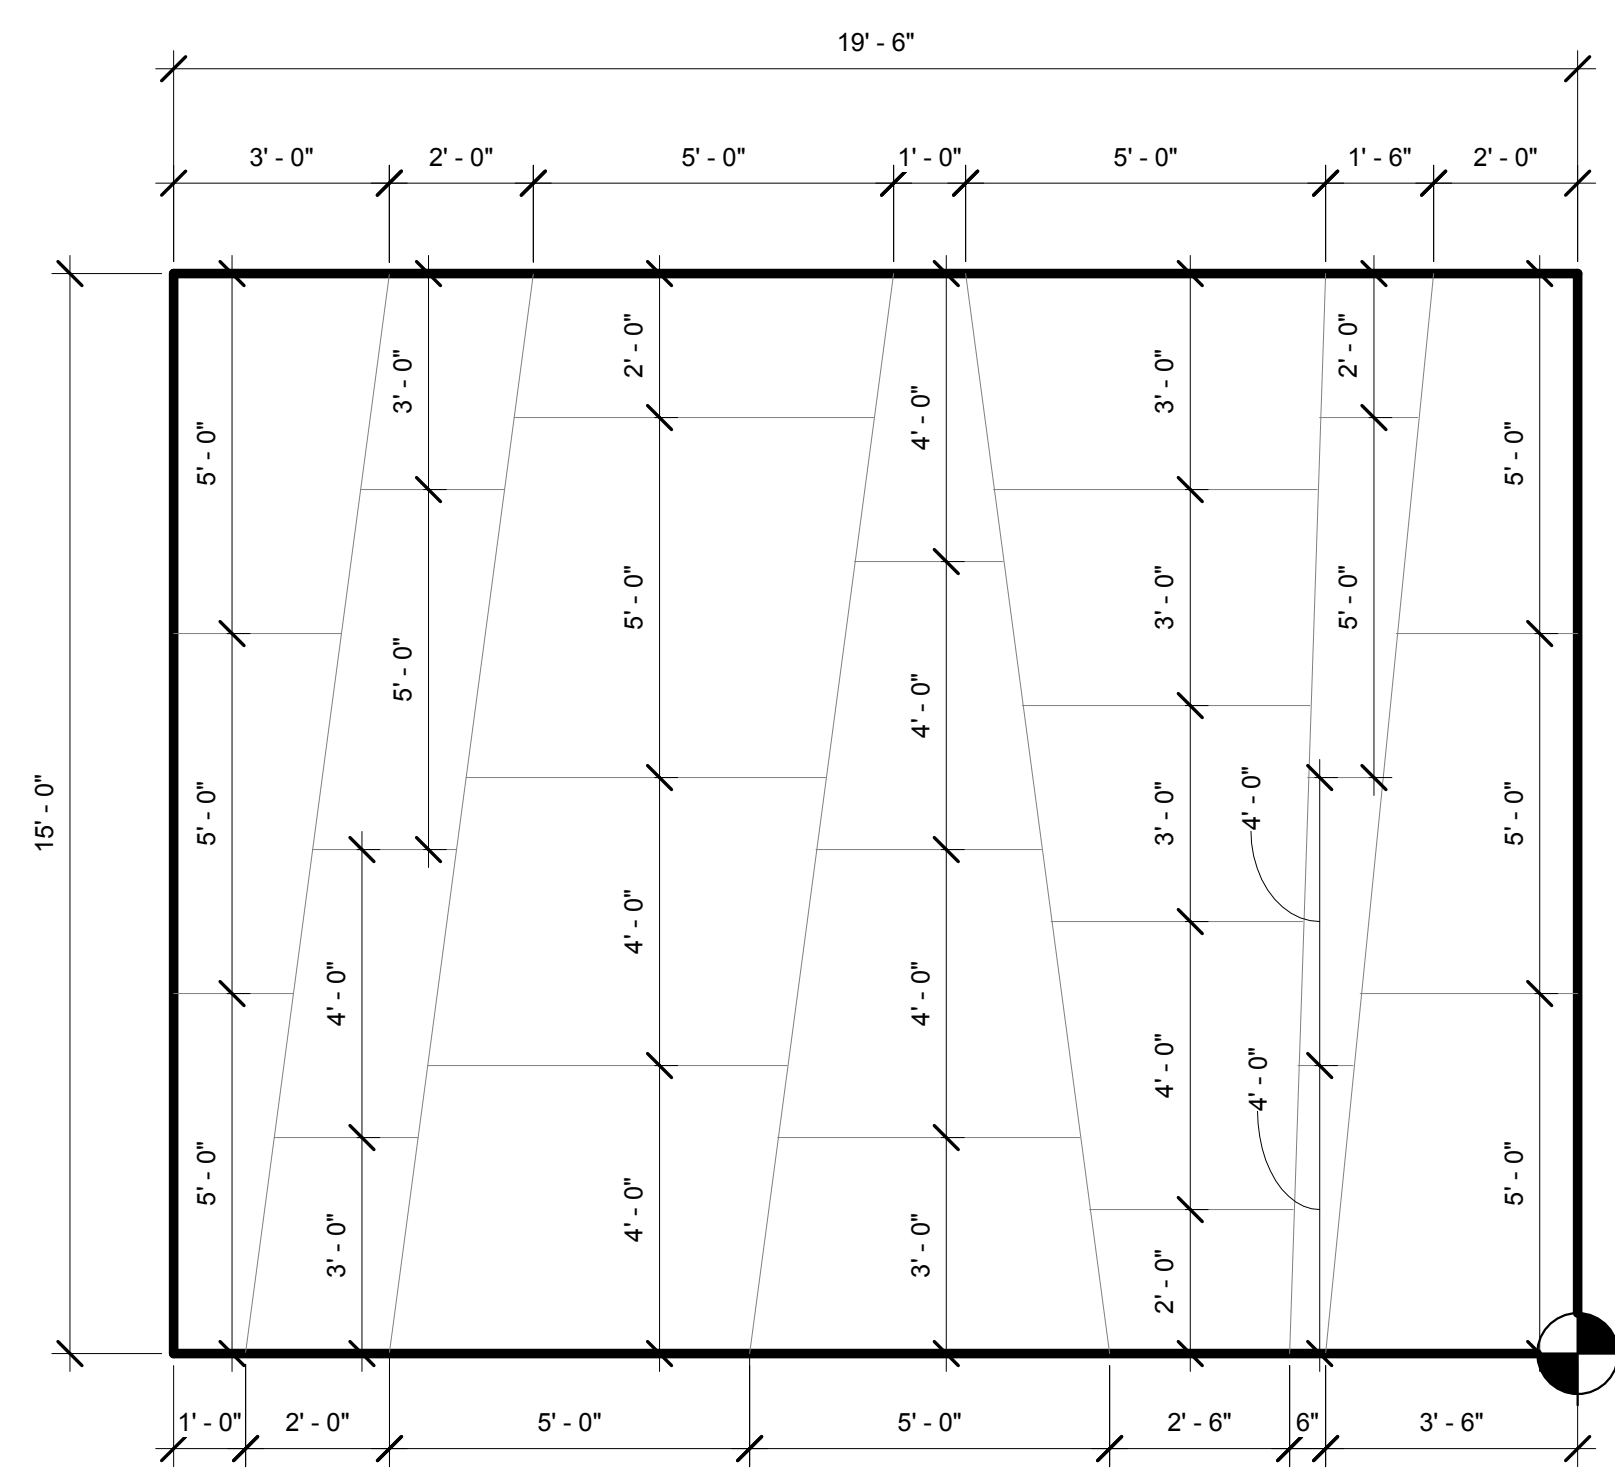 19' - 6"
3' - 0"
2' - 0"
5' - 0"
1' - 0"
5' - 0"
1' - 6"
2' - 0"
15' - 0"
5' - 0"
5' - 0"
5' - 0"
3' - 0"
5' - 0"
4' - 0"
3' - 0"
2' - 0"
5' - 0"
4' - 0"
4' - 0"
4' - 0"
4' - 0"
4' - 0"
3' - 0"
3' - 0"
3' - 0"
3' - 0"
4' - 0"
2' - 0"
2' - 0"
5' - 0"
4' - 0"
4' - 0"
5' - 0"
5' - 0"
5' - 0"
1' - 0"
2' - 0"
5' - 0"
5' - 0"
2' - 6"
6"
3' - 6"